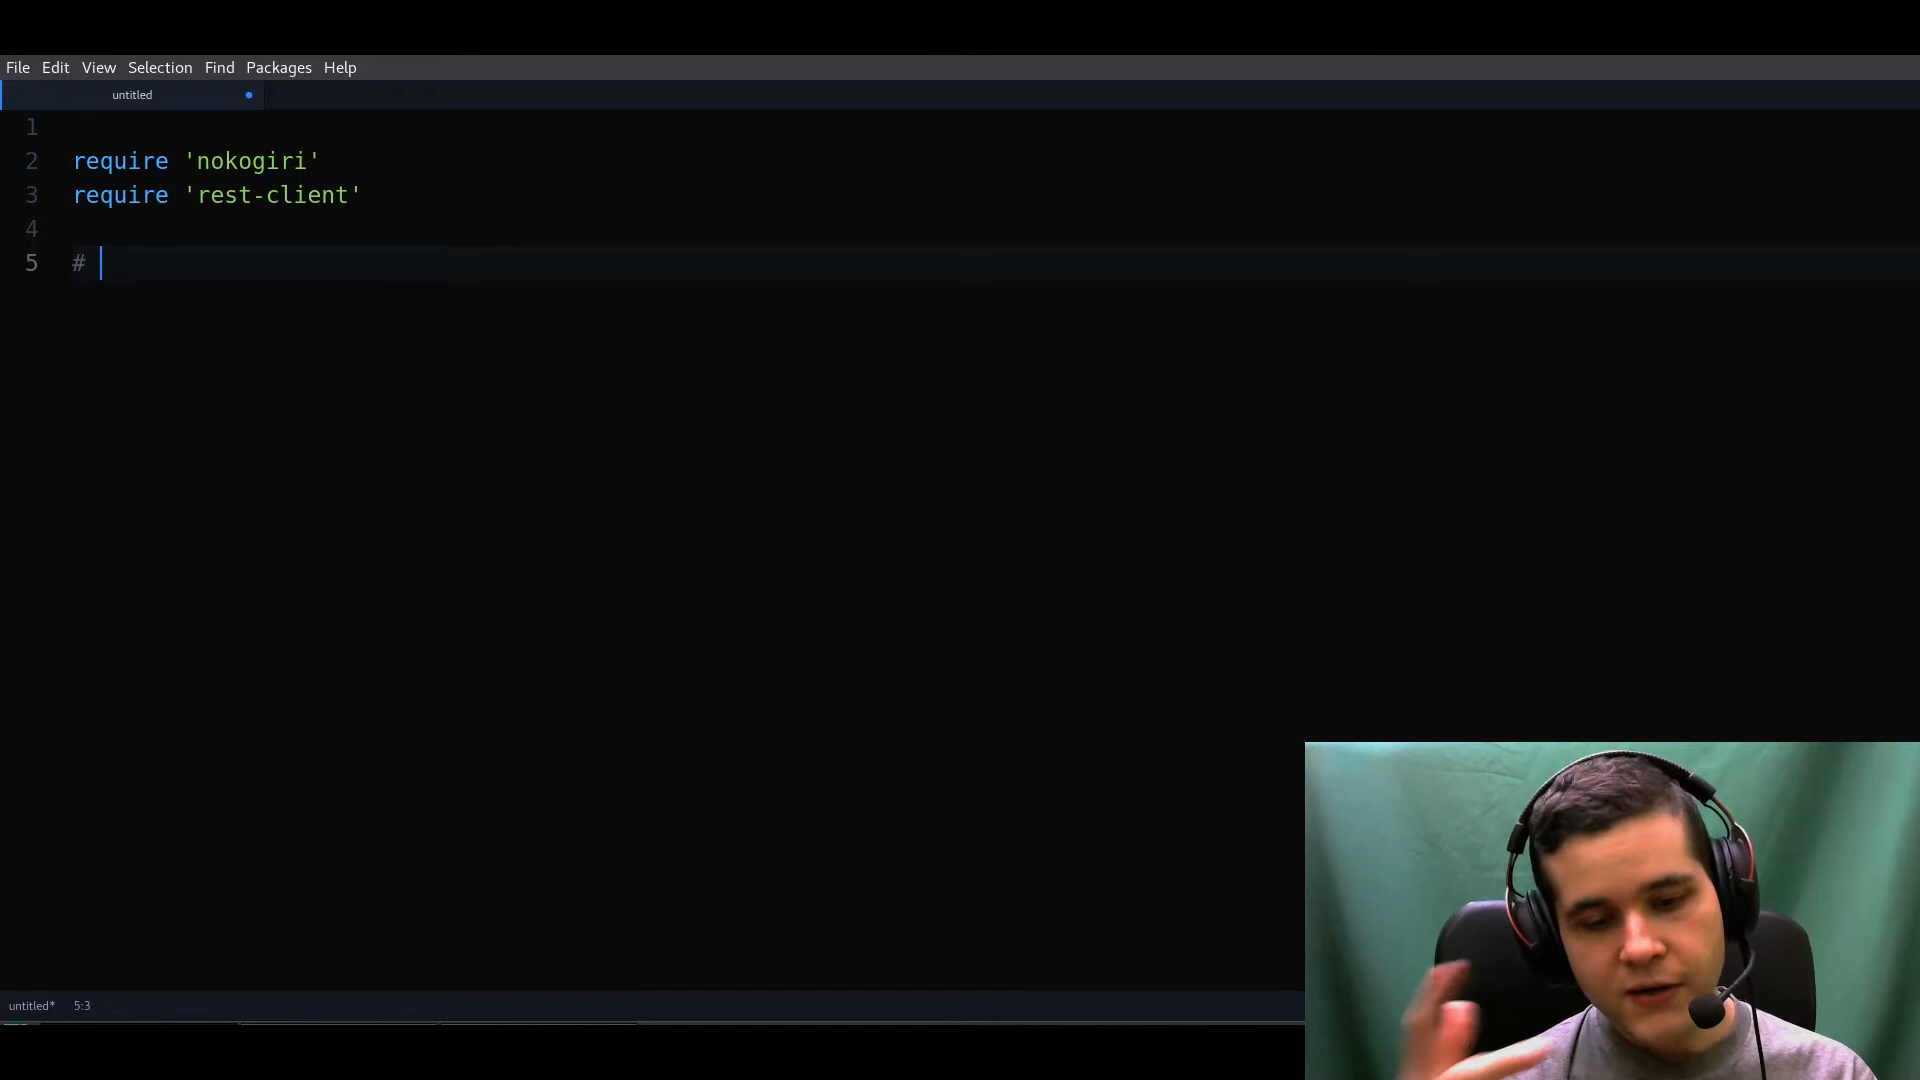 File Edit View Selection Find Packages Help
untitled
1
2 require 'nokogiri'
3 require 'rest-client'
4
5 #
untitled* 5:3